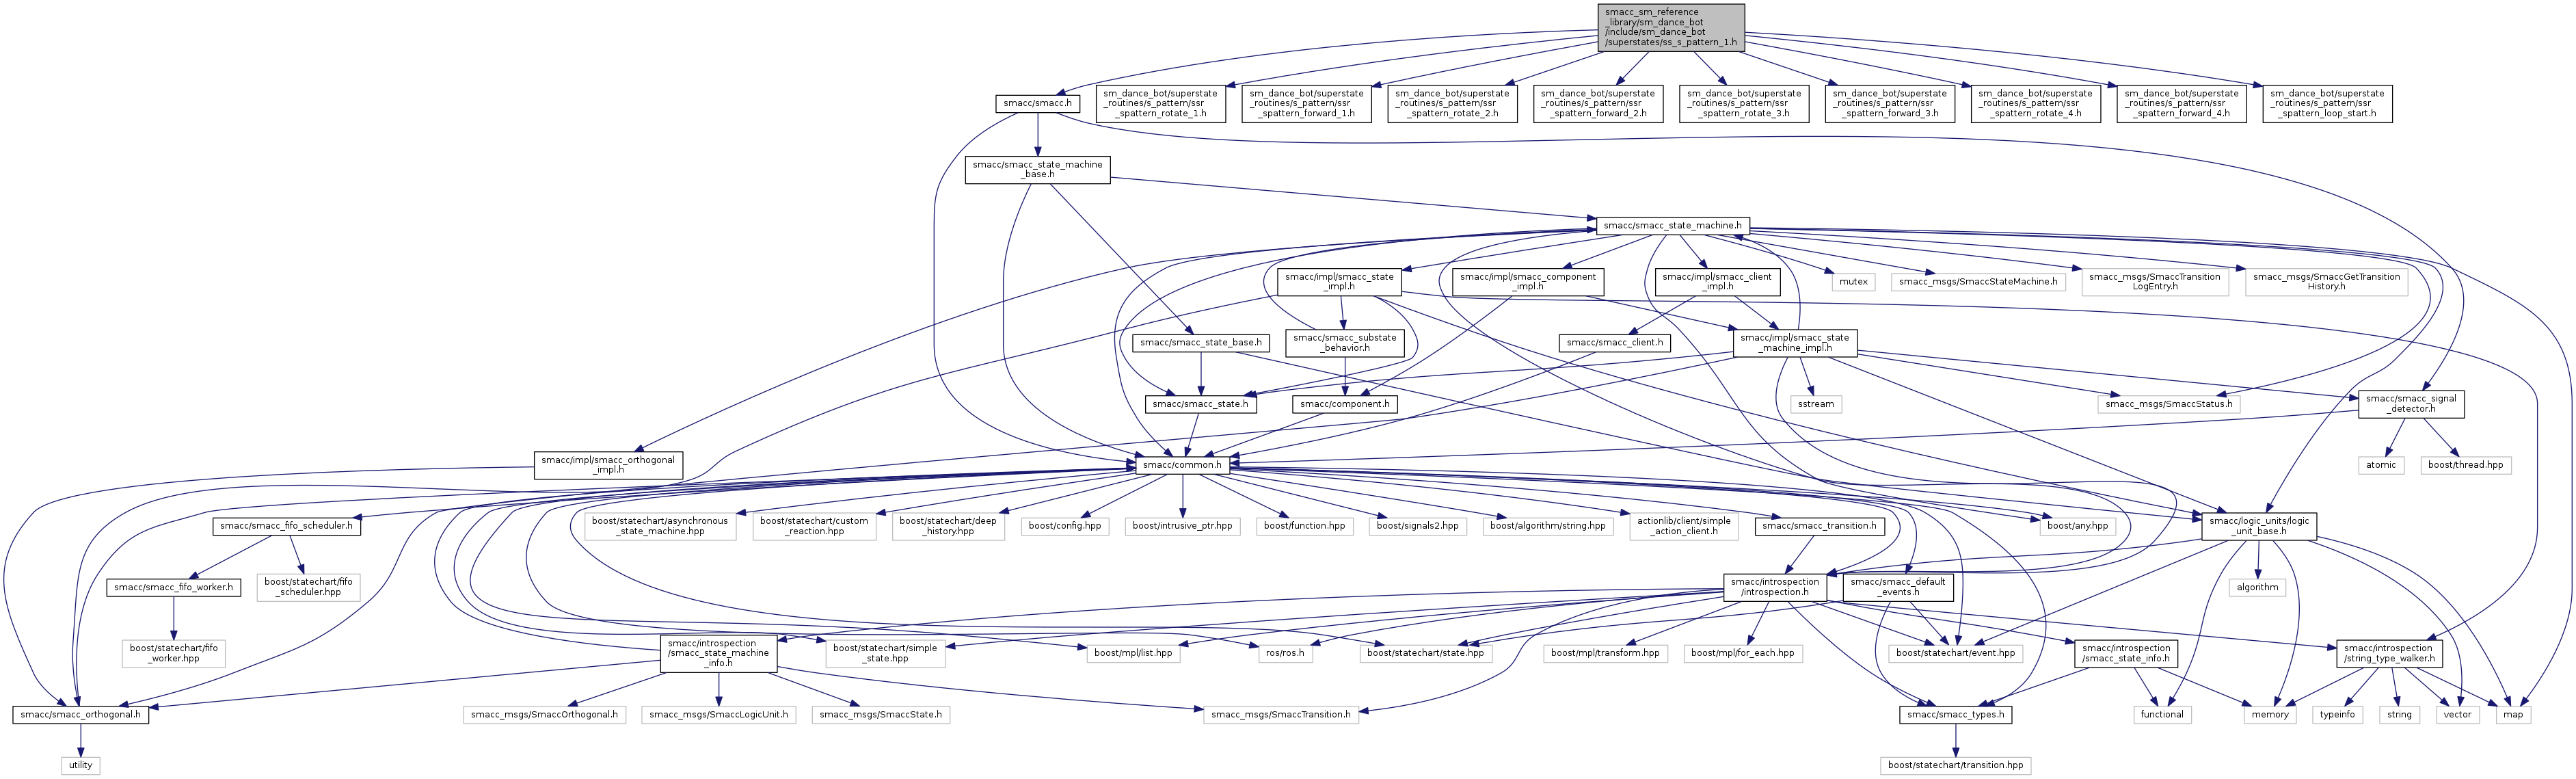 smacc_sm_reference
_library/sm_dance_bot
/include/sm_dance_bot
/superstates/ss_s_pattern_1.h
smacc/smacc.h
sm_dance_bot/superstate
_routines/s_pattern/ssr
_spattern_rotate_1.h
sm_dance_bot/superstate
_routines/s_pattern/ssr
_spattern_forward_1.h
sm_dance_bot/superstate
_routines/s_pattern/ssr
_spattern_rotate_2.h
sm_dance_bot/superstate
_routines/s_pattern/ssr
_spattern_forward_2.h
sm_dance_bot/superstate
_routines/s_pattern/ssr
_spattern_rotate_3.h
sm_dance_bot/superstate
_routines/s_pattern/ssr
_spattern_forward_3.h
sm_dance_bot/superstate
_routines/s_pattern/ssr
_spattern_rotate_4.h
sm_dance_bot/superstate
_routines/s_pattern/ssr
_spattern_forward_4.h
sm_dance_bot/superstate
_routines/s_pattern/ssr
_spattern_loop_start.h
smacc/smacc_state_machine
_base.h
smacc/smacc_state_machine.h
smacc/impl/smacc_state
_impl.h
smacc/impl/smacc_component
_impl.h
smacc/impl/smacc_client
_impl.h
mutex
smacc_msgs/SmaccStateMachine.h
smacc_msgs/SmaccTransition
LogEntry.h
smacc_msgs/SmaccGetTransition
History.h
smacc/smacc_state_base.h
smacc/smacc_substate
_behavior.h
smacc/smacc_client.h
smacc/impl/smacc_state
_machine_impl.h
smacc/smacc_state.h
smacc/component.h
sstream
smacc_msgs/SmaccStatus.h
smacc/smacc_signal
_detector.h
smacc/impl/smacc_orthogonal
_impl.h
smacc/common.h
atomic
boost/thread.hpp
smacc/smacc_fifo_scheduler.h
boost/statechart/asynchronous
_state_machine.hpp
boost/statechart/custom
_reaction.hpp
boost/statechart/deep
_history.hpp
boost/config.hpp
boost/intrusive_ptr.hpp
boost/function.hpp
boost/signals2.hpp
boost/algorithm/string.hpp
actionlib/client/simple
_action_client.h
smacc/smacc_transition.h
boost/any.hpp
smacc/logic_units/logic
_unit_base.h
smacc/smacc_fifo_worker.h
boost/statechart/fifo
_scheduler.hpp
smacc/introspection
/introspection.h
smacc/smacc_default
_events.h
algorithm
boost/statechart/fifo
_worker.hpp
smacc/introspection
/smacc_state_machine
_info.h
boost/statechart/simple
_state.hpp
boost/mpl/list.hpp
ros/ros.h
boost/statechart/state.hpp
boost/mpl/transform.hpp
boost/mpl/for_each.hpp
boost/statechart/event.hpp
smacc/introspection
/smacc_state_info.h
smacc/introspection
/string_type_walker.h
smacc/smacc_orthogonal.h
smacc_msgs/SmaccOrthogonal.h
smacc_msgs/SmaccLogicUnit.h
smacc_msgs/SmaccState.h
smacc_msgs/SmaccTransition.h
smacc/smacc_types.h
functional
memory
typeinfo
string
vector
map
utility
boost/statechart/transition.hpp